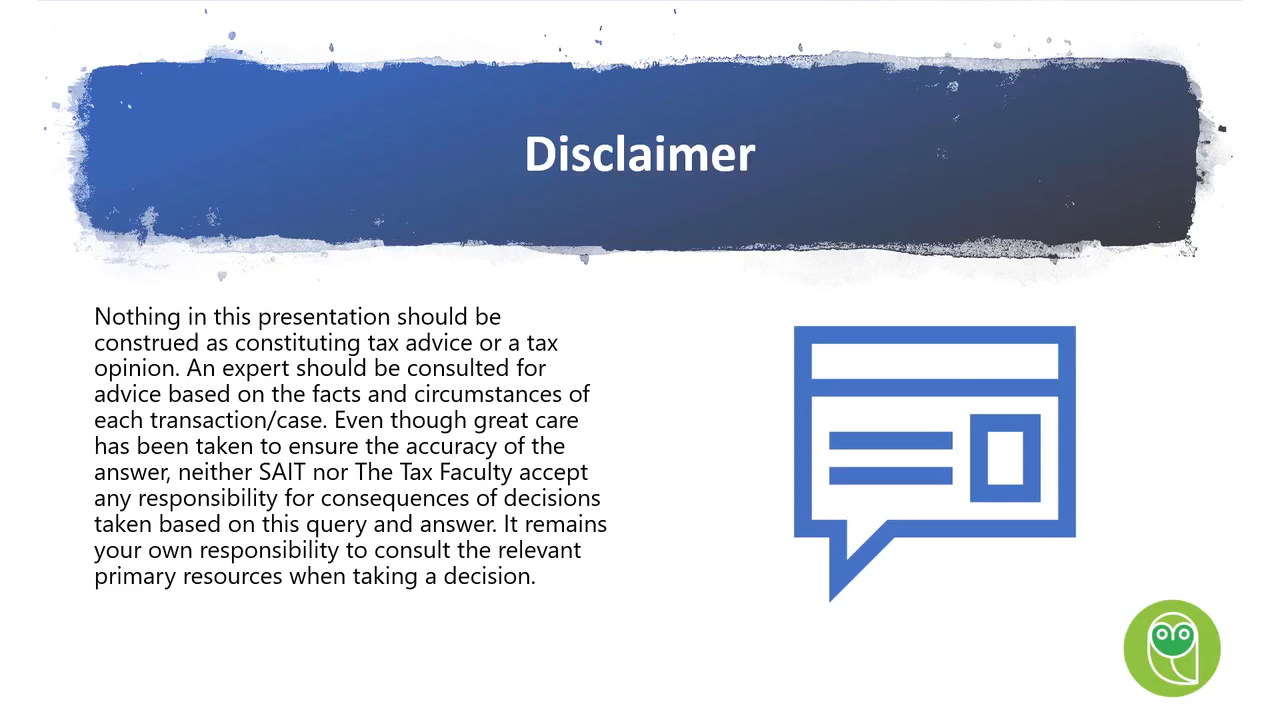 Disclaimer
Nothing in this presentation should be
construed as constituting tax advice or a tax
opinion. An expert should be consulted for
advice based on the facts and circumstances of
each transaction/case. Even though great care
has been taken to ensure the accuracy of the
answer, neither SAIT nor The Tax Faculty accept
any responsibility for consequences of decisions
taken based on this query and answer. It remains
your own responsibility to consult the relevant
primary resources when taking a decision.